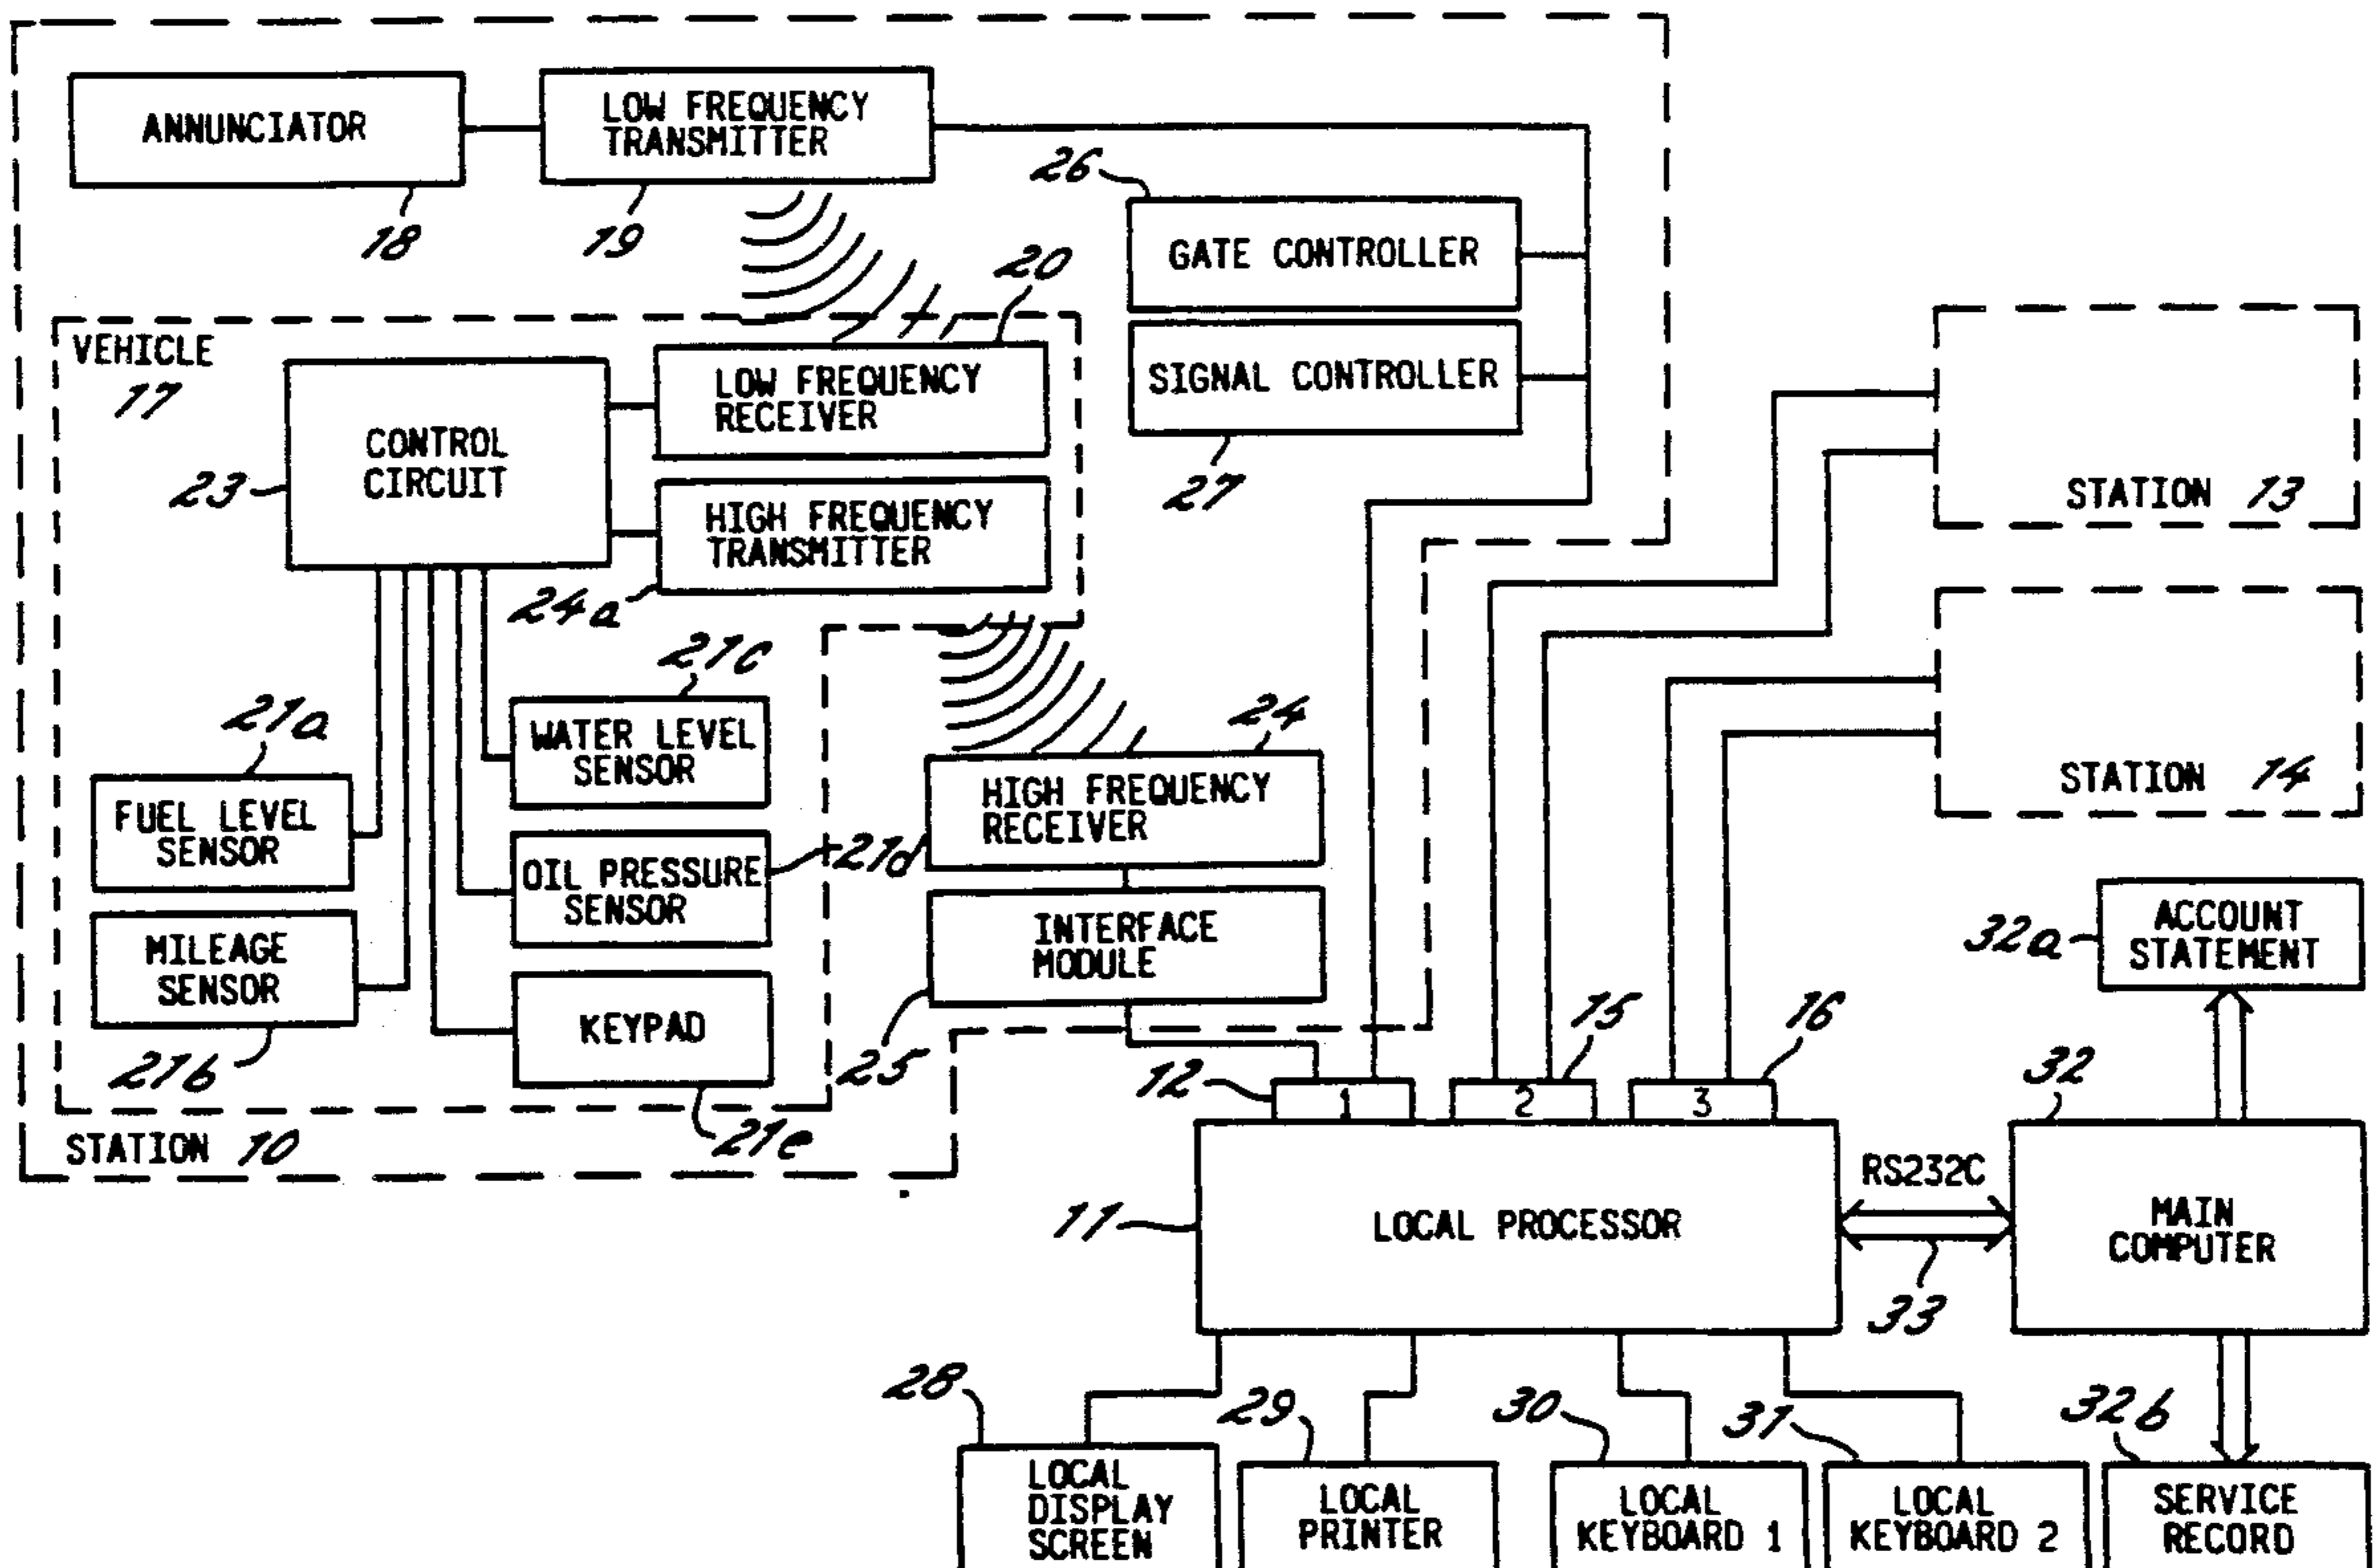 ANNUNCIATOR
18
LOW FREQUENCY
TRANSMITTER
19
26
GATE CONTROLLER
SIGNAL CONTROLLER
27
20
VEHICLE
17
LOW FREQUENCY
RECEIVER
CONTROL
CIRCUIT
23
HIGH FREQUENCY
TRANSMITTER
24a
STATION 13
STATION 14
21c
WATER LEVEL
SENSOR
21a
FUEL LEVEL
SENSOR
24
HIGH FREQUENCY
RECEIVER
21d
OIL PRESSURE
SENSOR
MILEAGE
SENSOR
21b
INTERFACE
MODULE
25
KEYPAD
21e
STATION 10
32a
ACCOUNT
STATEMENT
12
15
16
1
2
3
32
11
LOCAL PROCESSOR
RS232C
33
MAIN
COMPUTER
28
29
30
31
32b
LOCAL
DISPLAY
SCREEN
LOCAL
PRINTER
LOCAL
KEYBOARD 1
LOCAL
KEYBOARD 2
SERVICE
RECORD